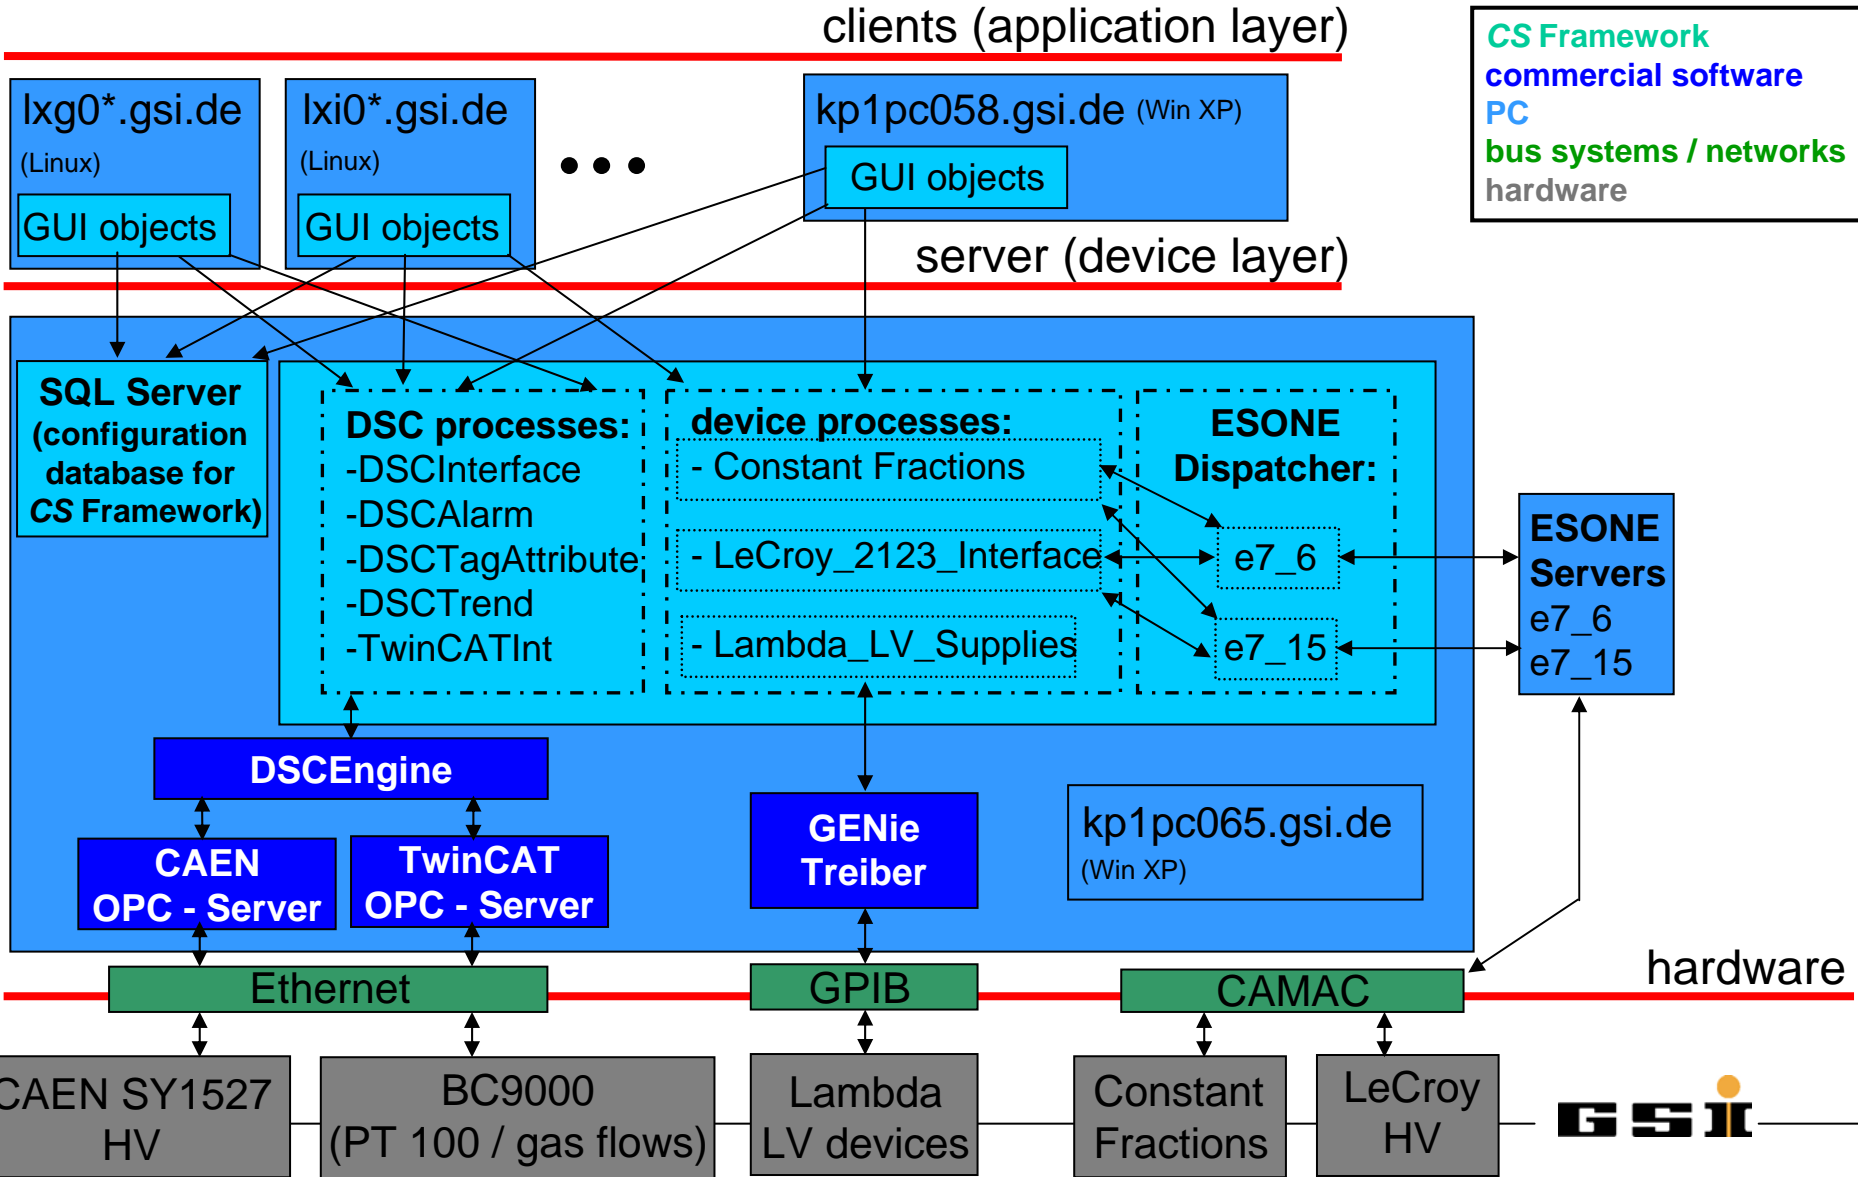 clients (application layer)
CS Framework
commercial software
PC
bus systems / networks
hardware
lxg0*.gsi.de
(Linux)
GUI objects
lxi0*.gsi.de
(Linux)
GUI objects
• • •
kp1pc058.gsi.de (Win XP)
GUI objects
server (device layer)
SQL Server
(configuration
database for
CS Framework)
DSC processes:
-DSCInterface
-DSCAlarm
-DSCTagAttribute
-DSCTrend
-TwinCATInt
device processes:
- Constant Fractions
- LeCroy_2123_Interface
- Lambda_LV_Supplies
ESONE
Dispatcher:
e7_6
e7_15
ESONE
Servers
e7_6
e7_15
DSCEngine
CAEN
OPC - Server
TwinCAT
OPC - Server
GENie
Treiber
kp1pc065.gsi.de
(Win XP)
hardware
Ethernet
GPIB
CAMAC
CAEN SY1527
HV
BC9000
(PT 100 / gas flows)
Lambda
LV devices
Constant
Fractions
LeCroy
HV
GSI